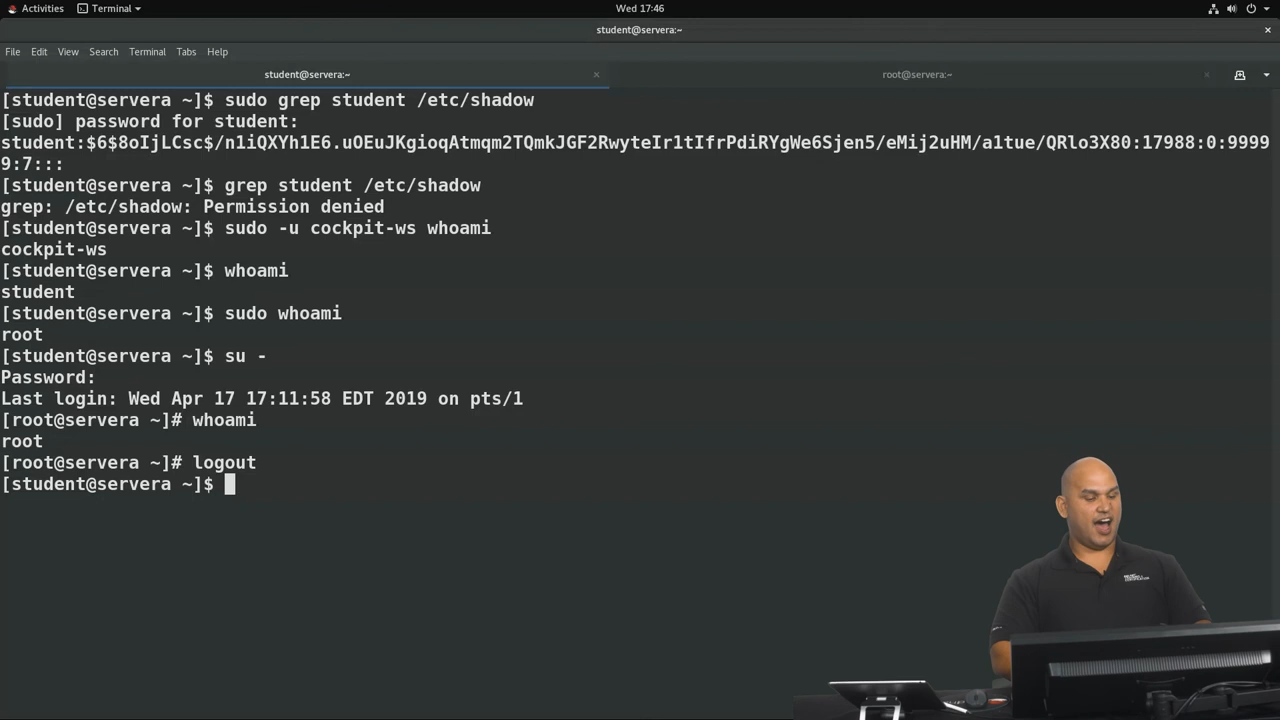 Activities Terminal Wed 17:46
student@servera:~
File Edit View Search Terminal Tabs Help
student@servera:~ root@servera:~
[student@servera ~]$ sudo grep student /etc/shadow
[sudo] password for student:
student:$6$8oIjLCsc$/n1iQXYh1E6.uOEuJKgioqAtmqm2TQmkJGF2RwyteIr1tIfrPdiRYgWe6Sjen5/eMij2uHM/a1tue/QRlo3X80:17988:0:9999
9:7:::
[student@servera ~]$ grep student /etc/shadow
grep: /etc/shadow: Permission denied
[student@servera ~]$ sudo -u cockpit-ws whoami
cockpit-ws
[student@servera ~]$ whoami
student
[student@servera ~]$ sudo whoami
root
[student@servera ~]$ su -
Password:
Last login: Wed Apr 17 17:11:58 EDT 2019 on pts/1
[root@servera ~]# whoami
root
[root@servera ~]# logout
[student@servera ~]$